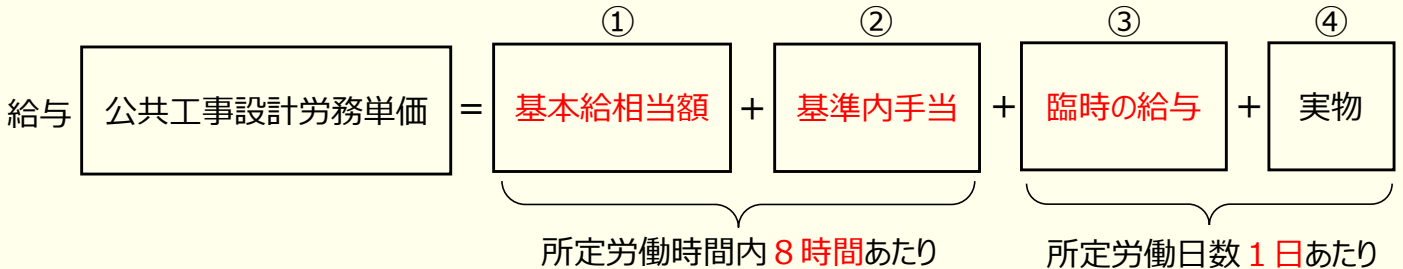 ① ② ③ ④
給与 公共工事設計労務単価 = 基本給相当額 + 基準内手当 + 臨時の給与 + 実物
所定労働時間内8時間あたり 所定労働日数1日あたり